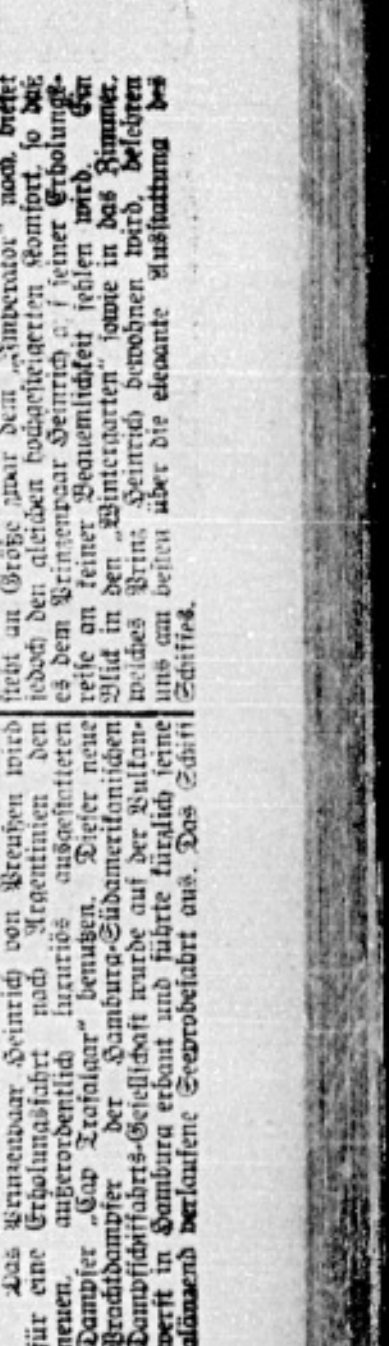 Das Prinzenpaar Heinrich von Preußen wird
für eine Erholungsfahrt nach Argentinien den
neuen, außerordentlich luxuriös ausgestatteten
Dampfer „Cap Trafalgar“ benutzen. Dieser neue
Prachtdampfer der Hamburg-Südamerikanischen
Dampfschiffahrts-Gesellschaft wurde auf der Vulkan-
werft in Hamburg erbaut und führte kürzlich seine
glänzend verlaufene Seeprobefahrt aus. Das Schiff
steht an Größe zwar dem „Imperator“ nach, bietet
jedoch den gleichen hochgesteigerten Komfort, so daß
es dem Prinzenpaar Heinrich auf seiner Erholungs-
reise an keiner Bequemlichkeit fehlen wird. Ein
Blick in den „Wintergarten“ sowie in das Zimmer,
welches Prinz Heinrich bewohnen wird, belehren
uns am besten über die elegante Ausstattung des
Schiffes.